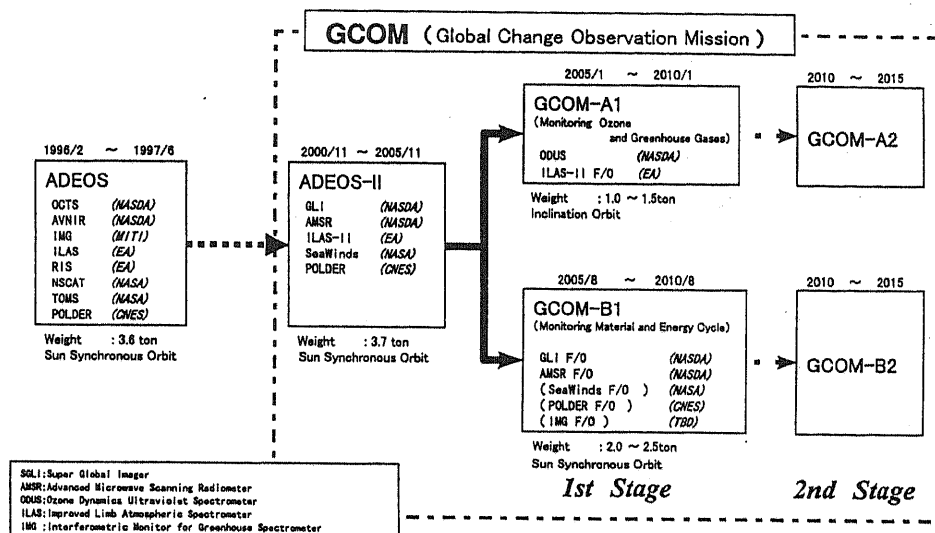 GCOM ( Global Change Observation Mission )
1996/2 ~ 1997/6
ADEOS
OCTS (NASDA)
AVNIR (NASDA)
IMG (MITI)
ILAS (EA)
RIS (EA)
NSCAT (NASA)
TOMS (NASA)
POLDER (CNES)
Weight : 3.6 ton
Sun Synchronous Orbit
2000/11 ~ 2005/11
ADEOS-II
GLI (NASDA)
AMSR (NASDA)
ILAS-II (EA)
SeaWinds (NASA)
POLDER (CNES)
Weight : 3.7 ton
Sun Synchronous Orbit
2005/1 ~ 2010/1
GCOM-A1
(Monitoring Ozone
and Greenhouse Gases)
ODUS (NASDA)
ILAS-II F/O (EA)
Weight : 1.0 ~ 1.5ton
Inclination Orbit
2010 ~ 2015
GCOM-A2
2005/8 ~ 2010/8
GCOM-B1
(Monitoring Material and Energy Cycle)
GLI F/O (NASDA)
AMSR F/O (NASDA)
(SeaWinds F/O ) (NASA)
(POLDER F/O ) (CNES)
(IMG F/O ) (TBD)
Weight : 2.0 ~ 2.5ton
Sun Synchronous Orbit
2010 ~ 2015
GCOM-B2
1st Stage 2nd Stage
SGLI:Super Global Imager
AMSR:Advanced Microwave Scanning Radiometer
ODUS:Ozone Dynamics Ultraviolet Spectrometer
ILAS:Improved Limb Atmospheric Spectrometer
IMG :Interferometric Monitor for Greenhouse Spectrometer